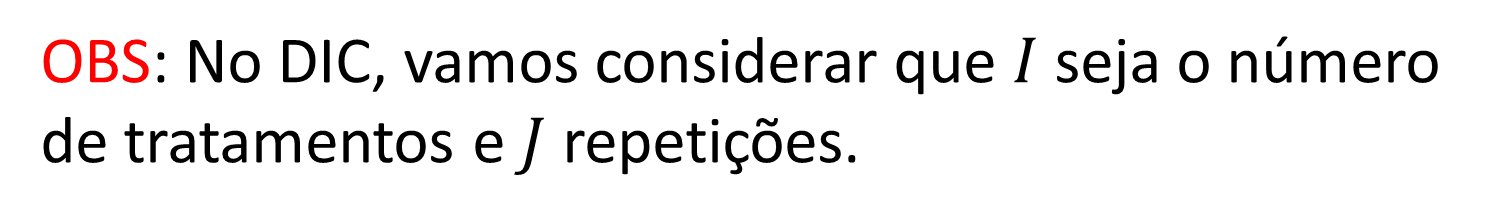 OBS: No DIC, vamos considerar que I seja o número
de tratamentos e J repetições.